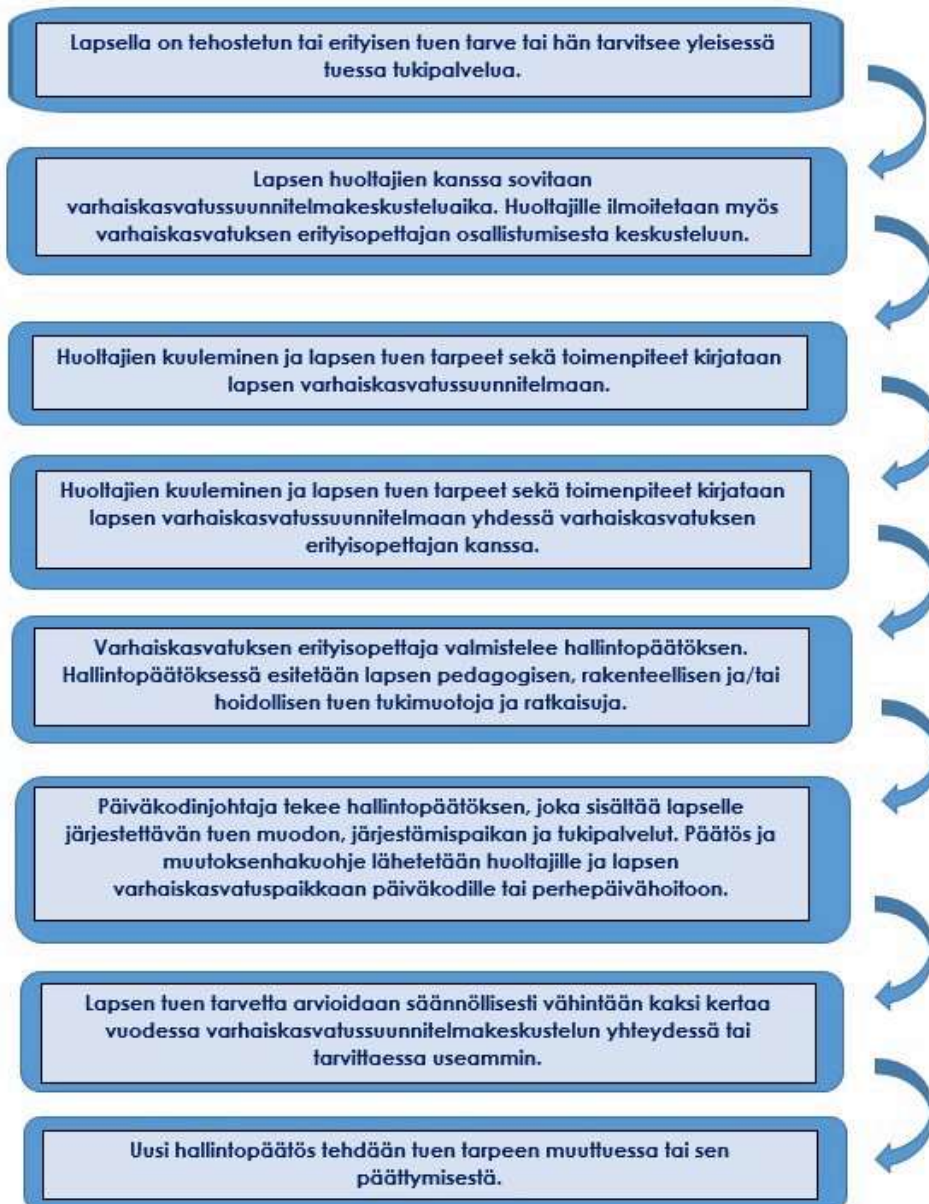 Lapsella on tehostetun tai erityisen tuen tarve tai hän tarvitsee yleisessä
tuessa tukipalvelua.
Lapsen huoltajien kanssa sovitaan
varhaiskasvatussuunnitelmakeskusteluaika. Huoltajille ilmoitetaan myös
varhaiskasvatuksen erityisopettajan osallistumisesta keskusteluun.
Huoltajien kuuleminen ja lapsen tuen tarpeet sekä toimenpiteet kirjataan
lapsen varhaiskasvatussuunnitelmaan.
Huoltajien kuuleminen ja lapsen tuen tarpeet sekä toimenpiteet kirjataan
lapsen varhaiskasvatussuunnitelmaan yhdessä varhaiskasvatuksen
erityisopettajan kanssa.
Varhaiskasvatuksen erityisopettaja valmistelee hallintopäätöksen.
Hallintopäätöksessä esitetään lapsen pedagogisen, rakenteellisen ja/tai
hoidollisen tuen tukimuotoja ja ratkaisuja.
Päiväkodinjohtaja tekee hallintopäätöksen, joka sisältää lapselle
järjestettävän tuen muodon, järjestämispaikan ja tukipalvelut. Päätös ja
muutoksenhakuohje lähetetään huoltajille ja lapsen
varhaiskasvatuspaikkaan päiväkodille tai perhepäivähoitoon.
Lapsen tuen tarvetta arvioidaan säännöllisesti vähintään kaksi kertaa
vuodessa varhaiskasvatussuunnitelmakeskustelun yhteydessä tai
tarvittaessa useammin.
Uusi hallintopäätös tehdään tuen tarpeen muuttuessa tai sen
päättymisestä.